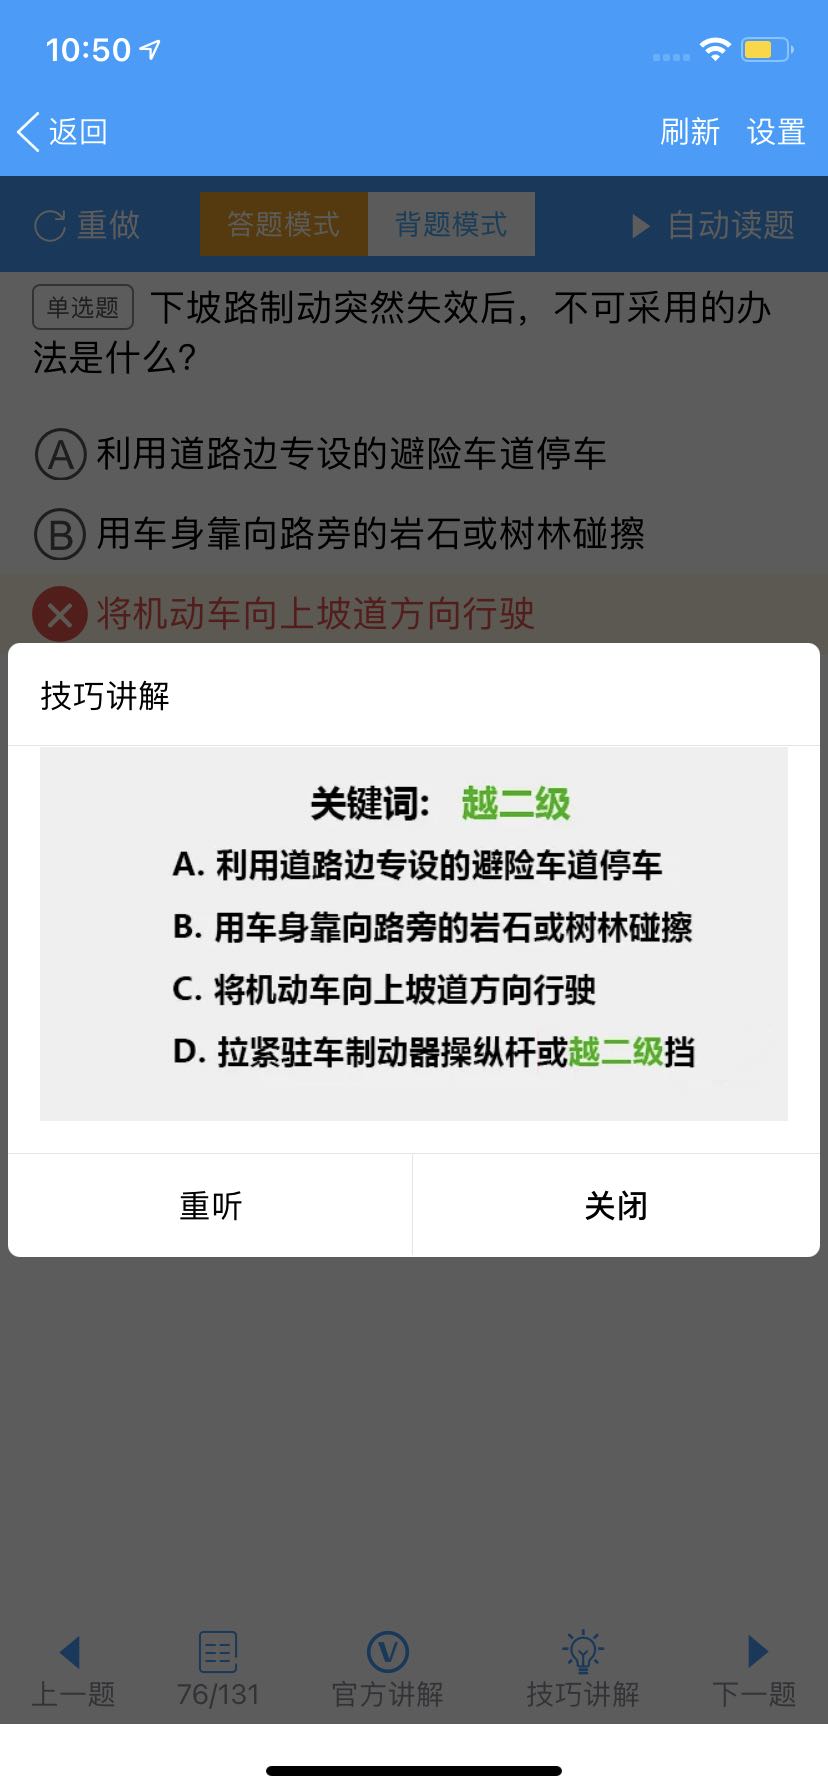 10:50
返回 刷新 设置
重做 答题模式 背题模式 自动读题
单选题 下坡路制动突然失效后，不可采用的办
法是什么?
A 利用道路边专设的避险车道停车
B 用车身靠向路旁的岩石或树林碰擦
将机动车向上坡道方向行驶
技巧讲解
关键词: 越二级
A. 利用道路边专设的避险车道停车
B. 用车身靠向路旁的岩石或树林碰擦
C. 将机动车向上坡道方向行驶
D. 拉紧驻车制动器操纵杆或越二级挡
重听 关闭
上一题 76/131 官方讲解 技巧讲解 下一题